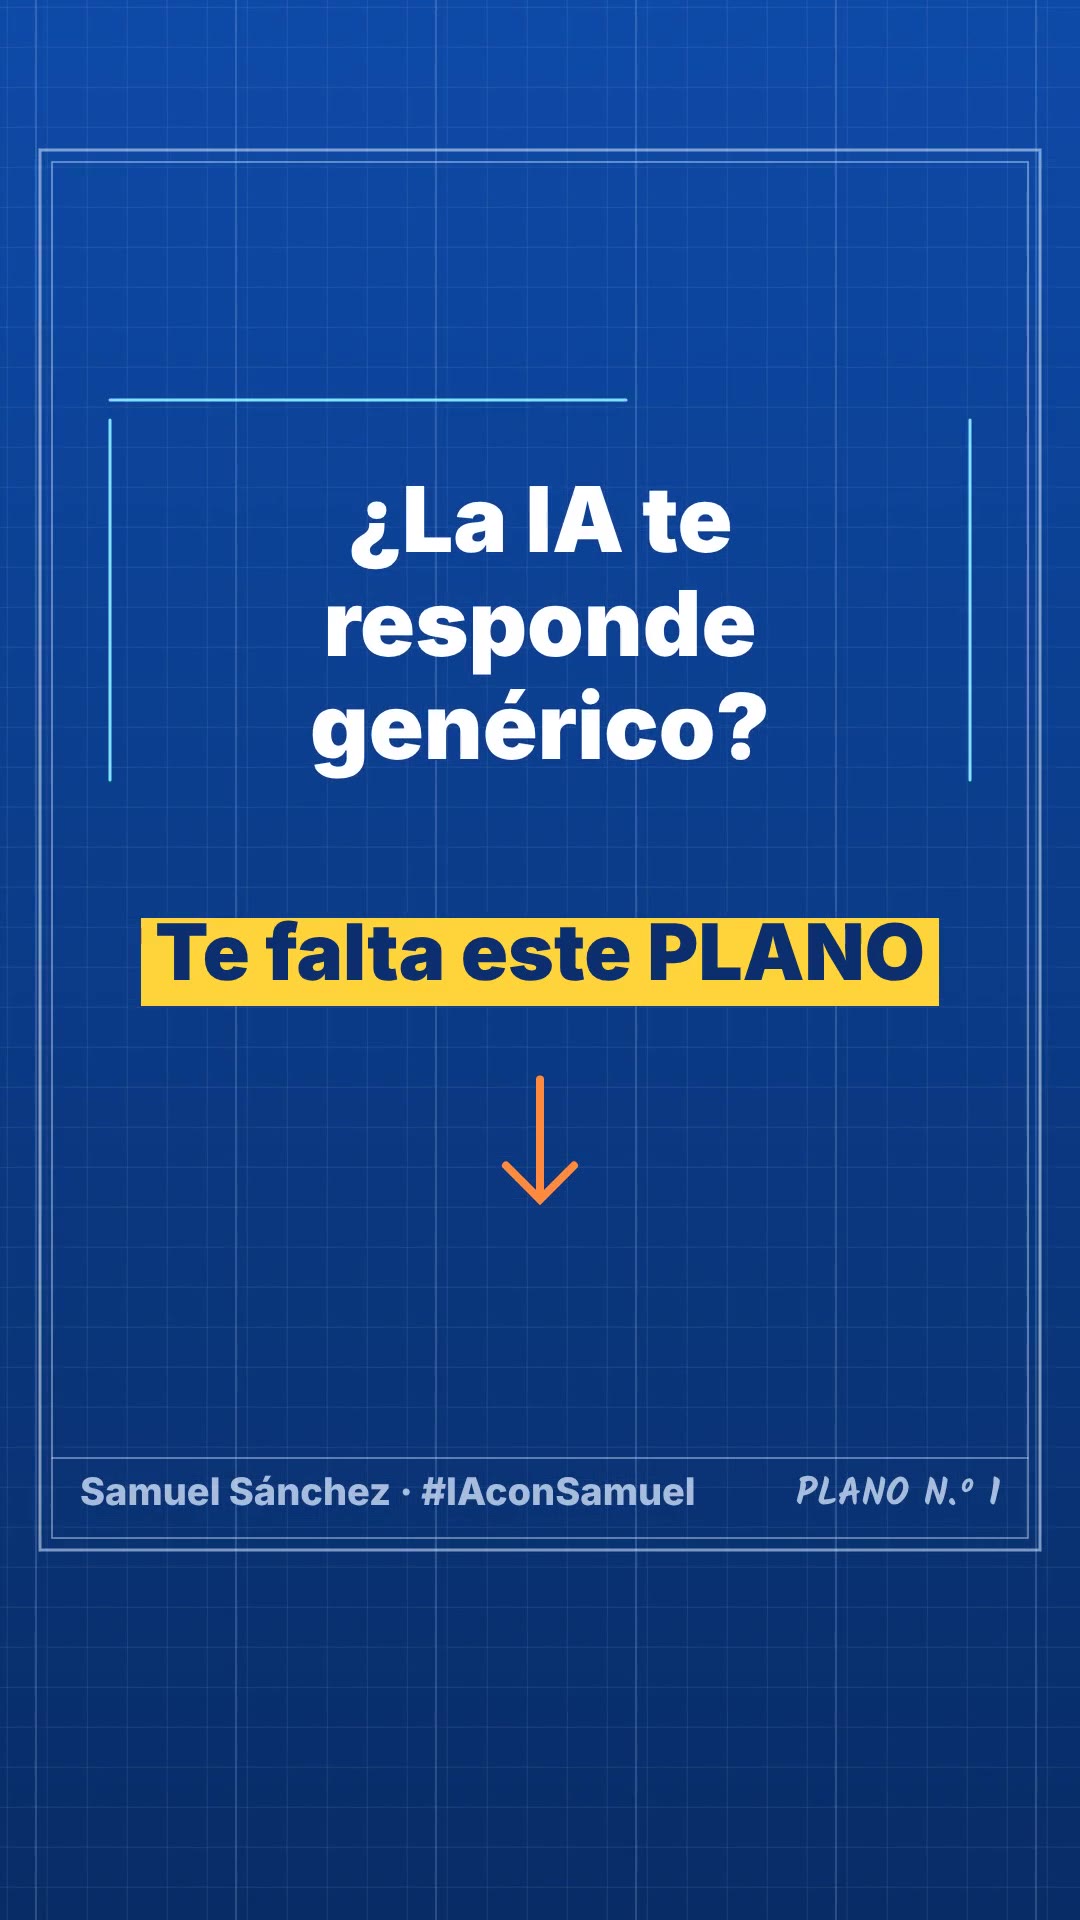 ¿La IA te
responde
genérico?
Te falta este PLANO
Samuel Sánchez · #IAconSamuel
PLANO N.º 1